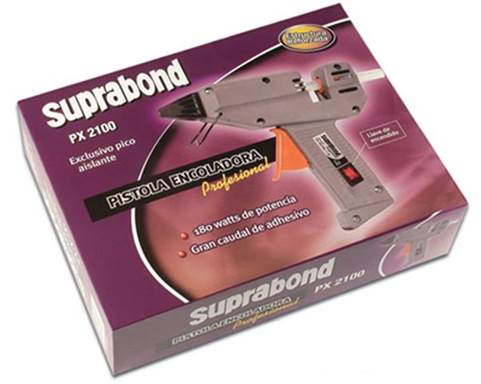 Suprabond
PX 2100
Exclusivo pico
aislante
Estructura
reforzada
Llave de
encendido
PISTOLA ENCOLADORA
Profesional
180 watts de potencia
Gran caudal de adhesivo
Suprabond
PISTOLA ENCOLADORA
PX 2100
Profesional